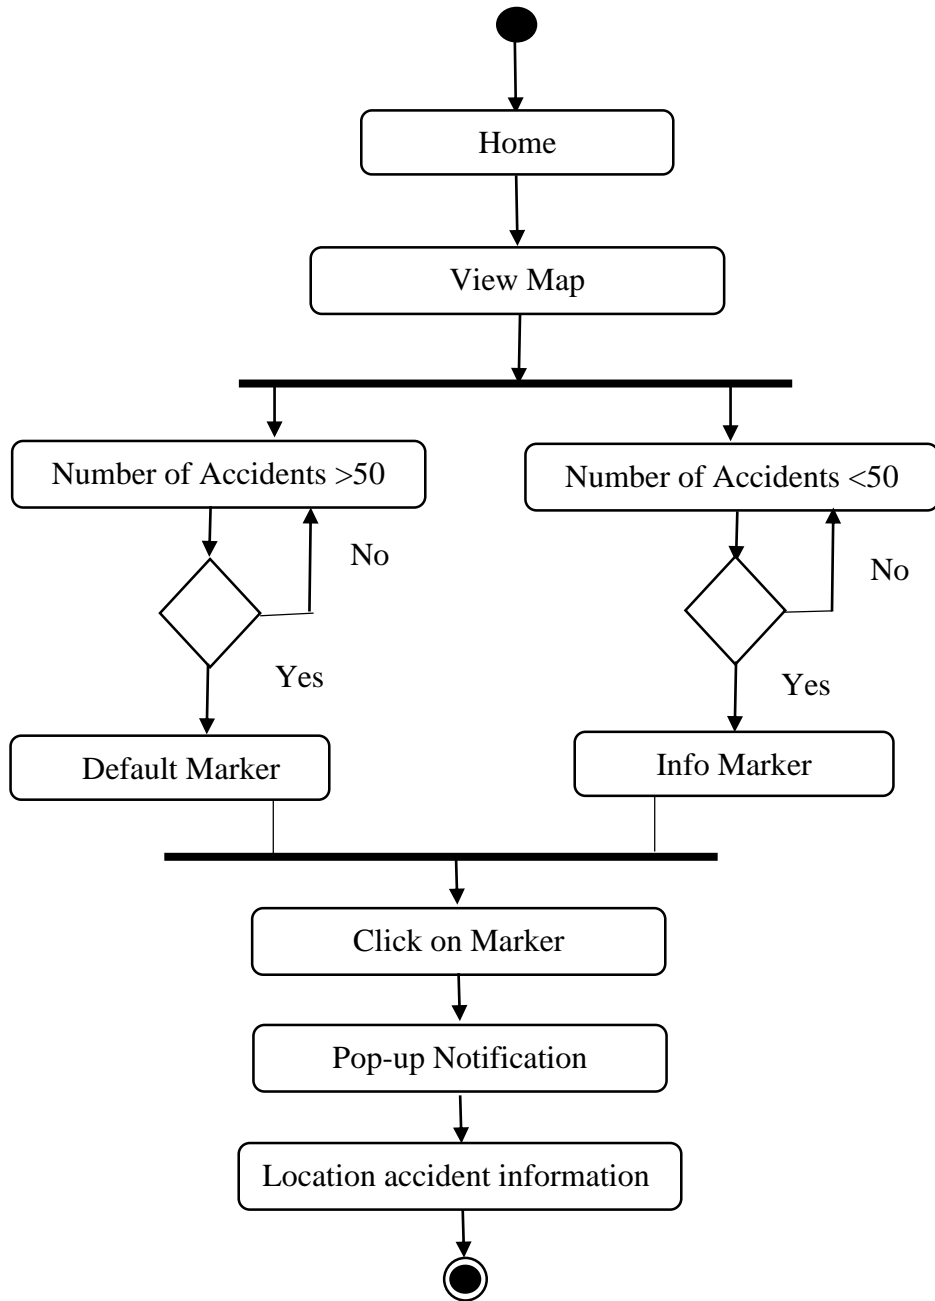 Home
View Map
Number of Accidents >50
Number of Accidents <50
No
No
Yes
Yes
Default Marker
Info Marker
Click on Marker
Pop-up Notification
Location accident information